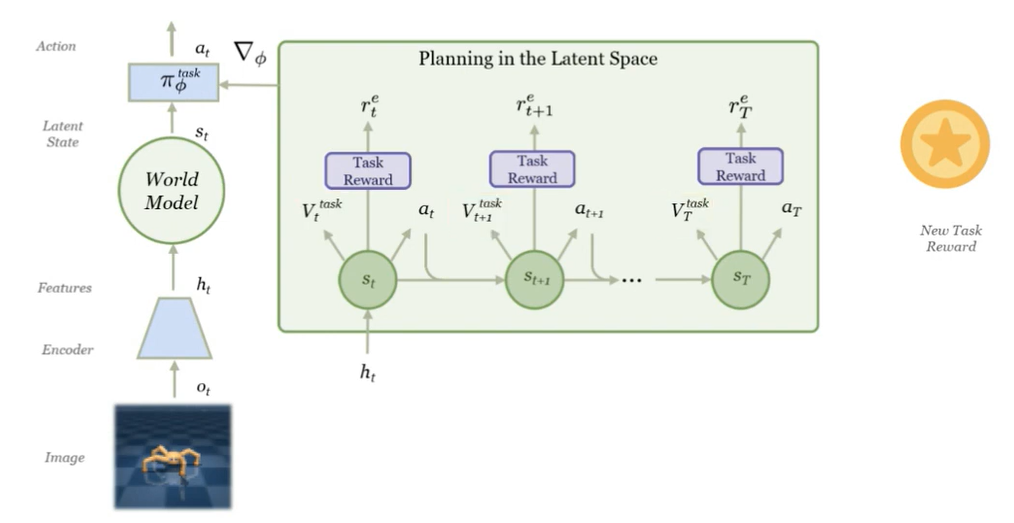 Action
a_t
∇_ϕ
π_ϕ^task
Latent
State
s_t
World
Model
Features
h_t
Encoder
o_t
Image
Planning in the Latent Space
r_t^e
r_{t+1}^e
r_T^e
Task
Reward
Task
Reward
Task
Reward
V_t^task
a_t
V_{t+1}^task
a_{t+1}
V_T^task
a_T
s_t
s_{t+1}
...
s_T
h_t
New Task
Reward